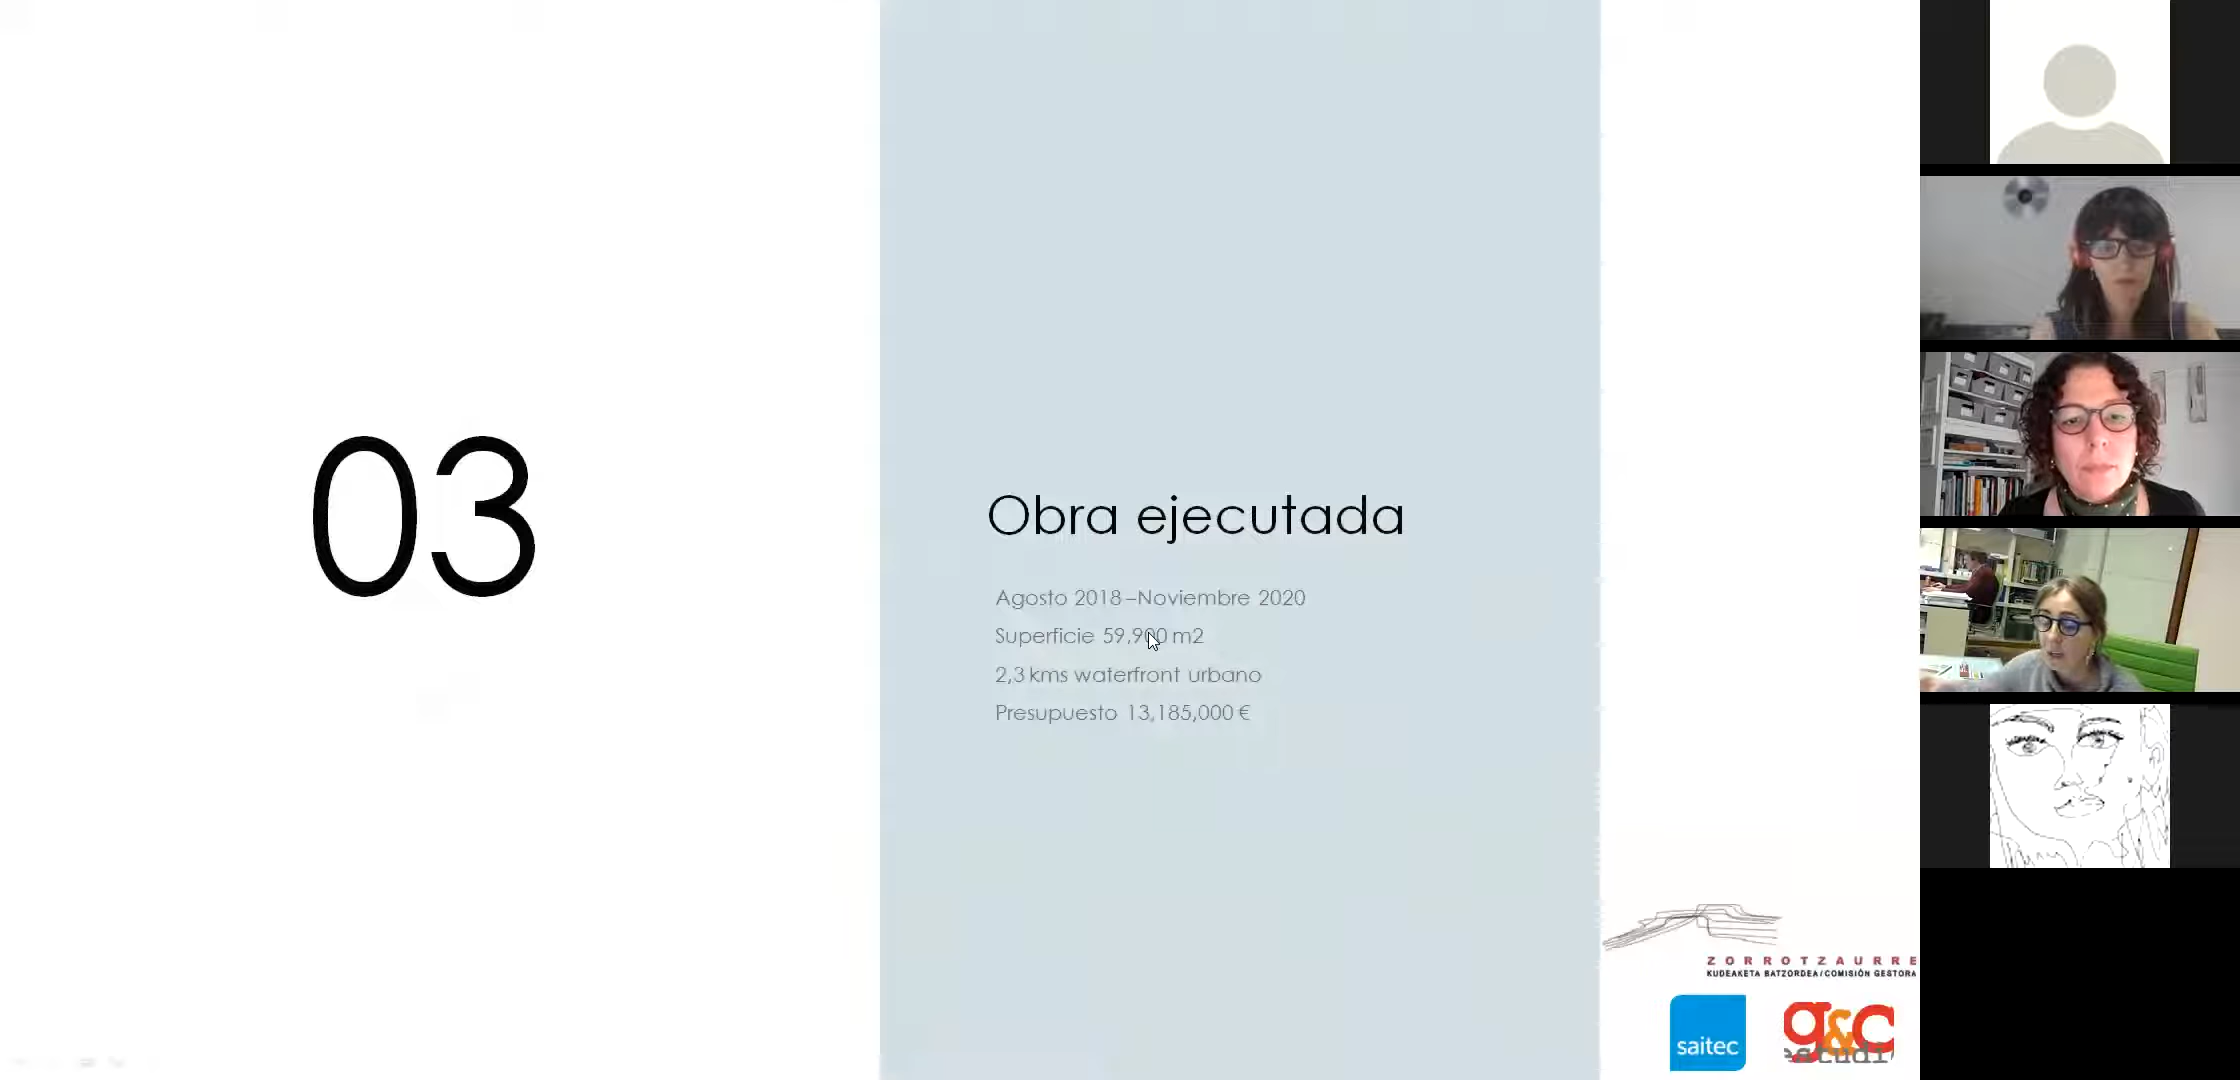 03
Obra ejecutada
Agosto 2018 –Noviembre 2020
Superficie 59,900 m2
2,3 kms waterfront urbano
Presupuesto 13,185,000 €
ZORROTZAURRE
KUDEAKETA BATZORDEA/COMISIÓN GESTORA
saitec
g&c
estudi